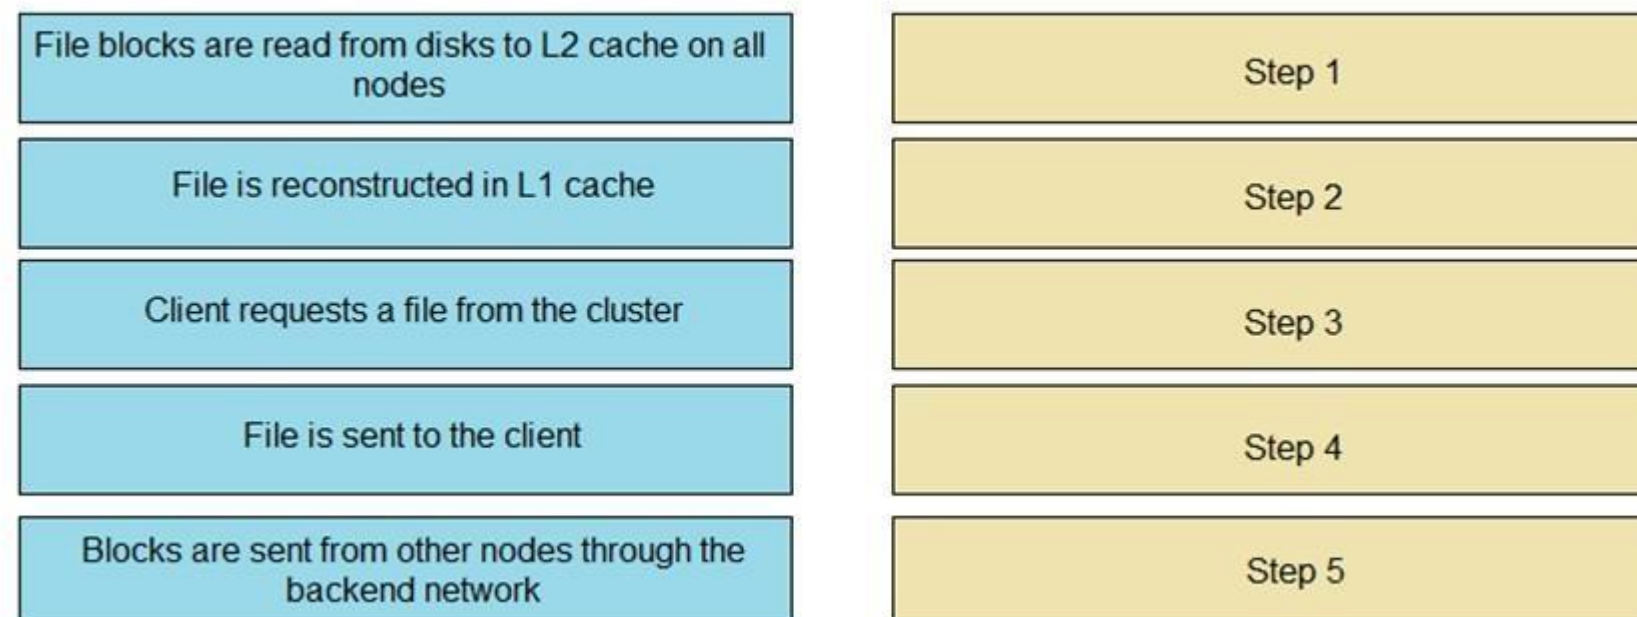 File blocks are read from disks to L2 cache on all
nodes
File is reconstructed in L1 cache
Client requests a file from the cluster
File is sent to the client
Blocks are sent from other nodes through the
backend network
Step 1
Step 2
Step 3
Step 4
Step 5